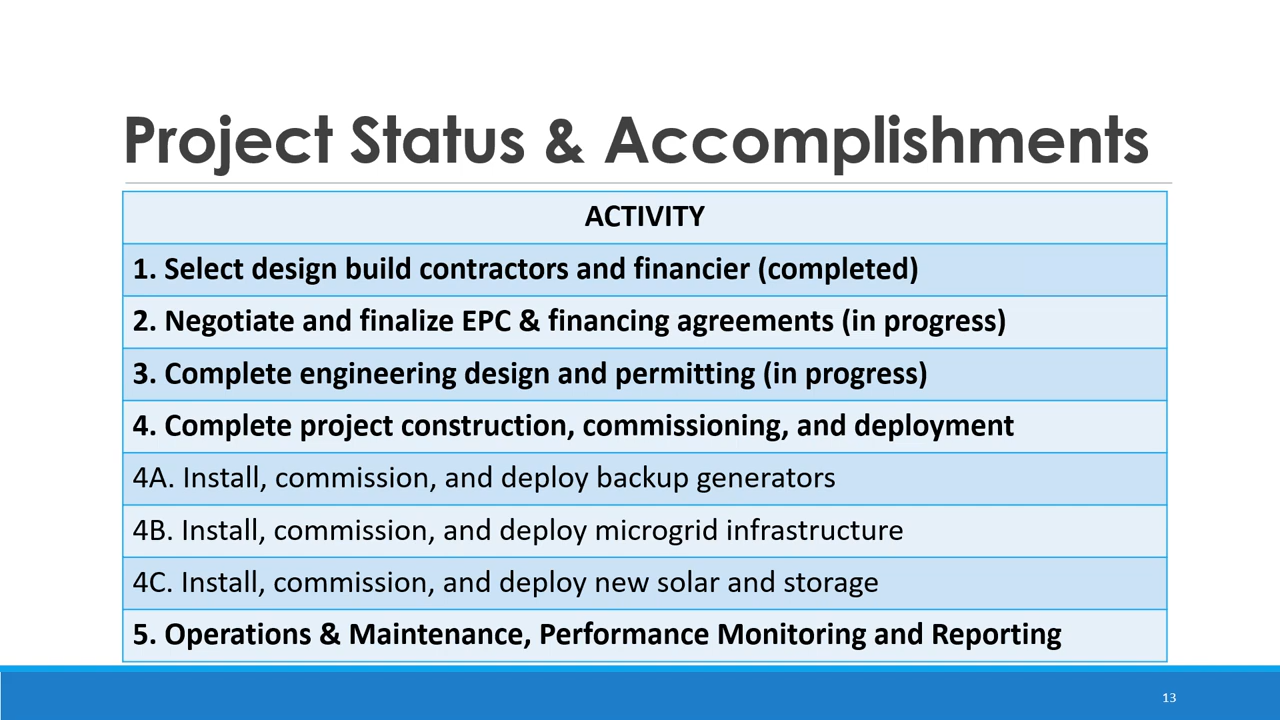 Project Status & Accomplishments
ACTIVITY
1. Select design build contractors and financier (completed)
2. Negotiate and finalize EPC & financing agreements (in progress)
3. Complete engineering design and permitting (in progress)
4. Complete project construction, commissioning, and deployment
4A. Install, commission, and deploy backup generators
4B. Install, commission, and deploy microgrid infrastructure
4C. Install, commission, and deploy new solar and storage
5. Operations & Maintenance, Performance Monitoring and Reporting
13